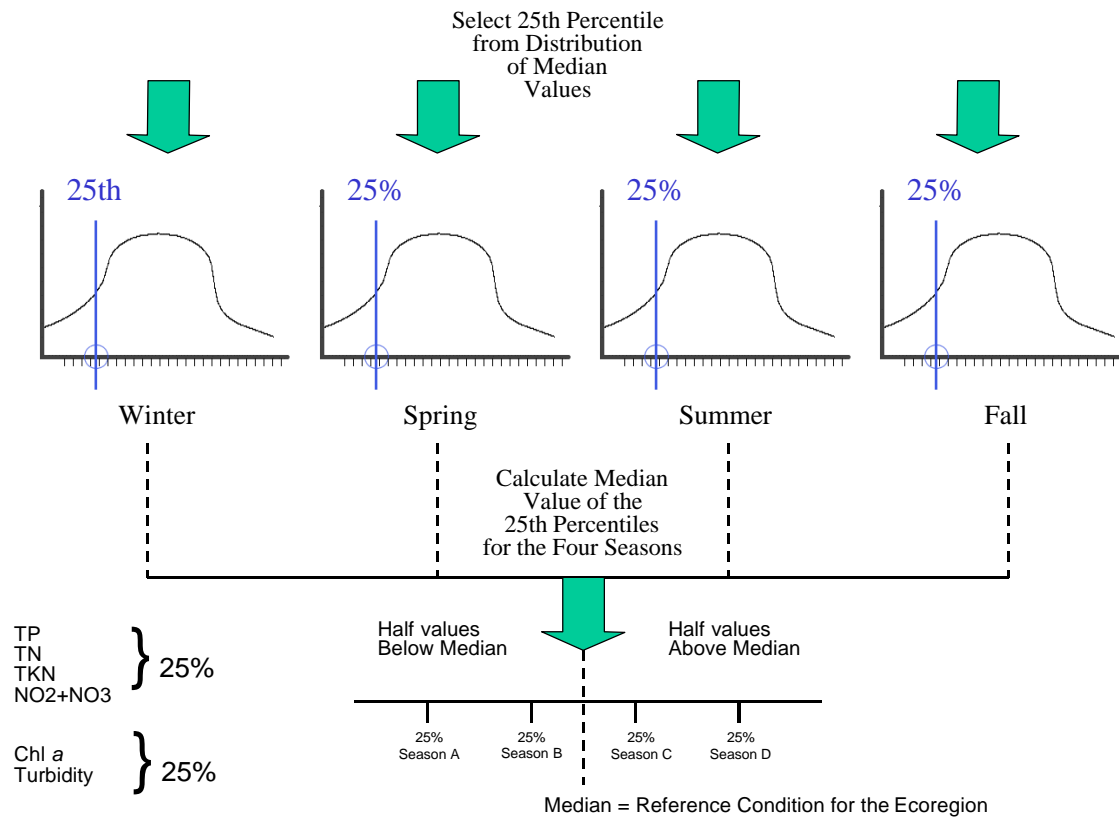 Select 25th Percentile
from Distribution
of Median
Values
25th
25%
25%
25%
Winter
Spring
Summer
Fall
Calculate Median
Value of the
25th Percentiles
for the Four Seasons
TP
TN
TKN
NO2+NO3
} 25%
Chl a
Turbidity
} 25%
Half values
Below Median
Half values
Above Median
25%
Season A
25%
Season B
25%
Season C
25%
Season D
Median = Reference Condition for the Ecoregion